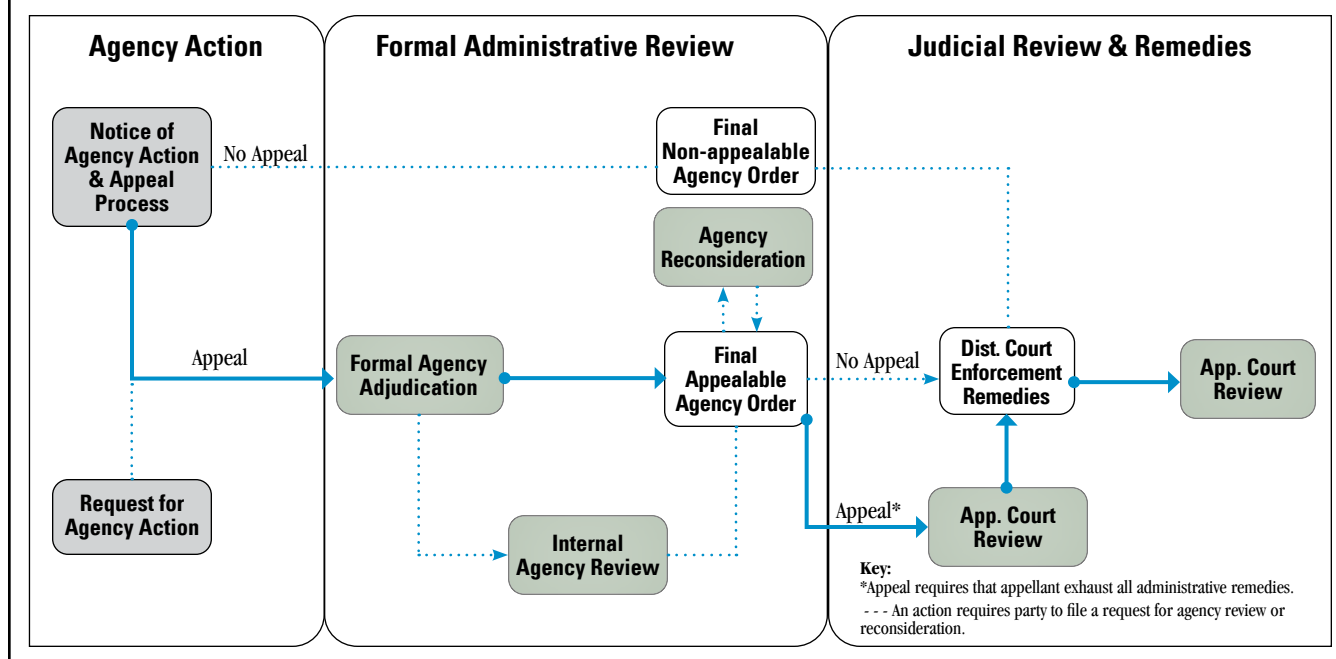 Agency Action
Formal Administrative Review
Judicial Review & Remedies
Notice of
Agency Action
& Appeal
Process
No Appeal
Final
Non-appealable
Agency Order
Agency
Reconsideration
Appeal
Formal Agency
Adjudication
Final
Appealable
Agency Order
No Appeal
Dist. Court
Enforcement
Remedies
App. Court
Review
Request for
Agency Action
Internal
Agency Review
Appeal*
App. Court
Review
Key:
*Appeal requires that appellant exhaust all administrative remedies.
- - - An action requires party to file a request for agency review or
reconsideration.